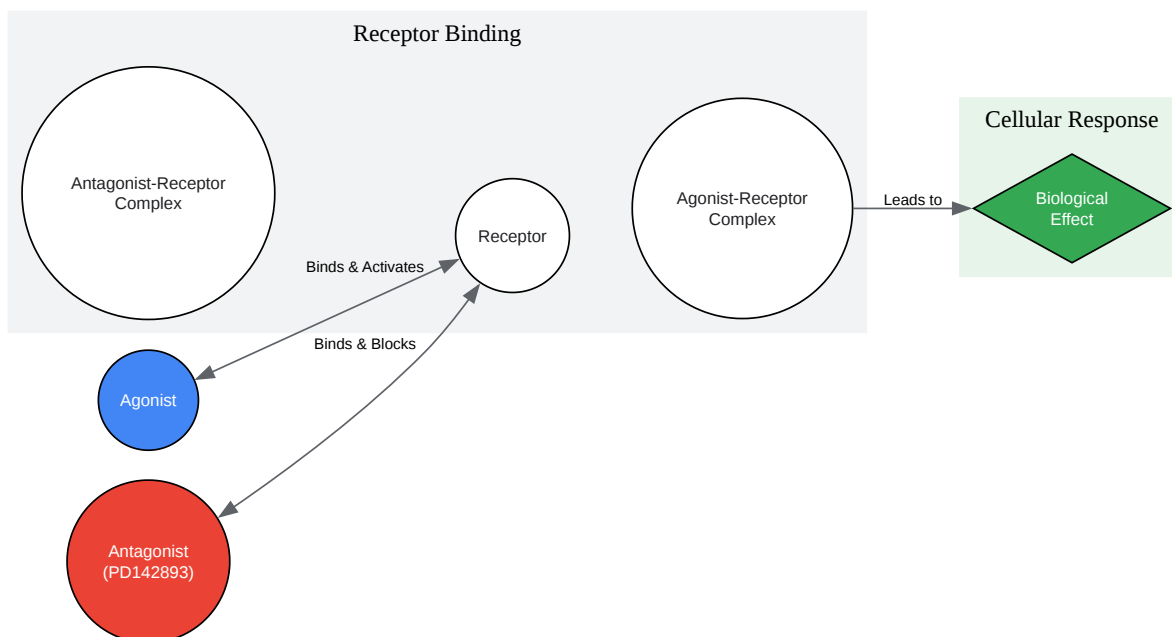 Receptor Binding
Cellular Response
Antagonist-Receptor
Complex
Receptor
Agonist-Receptor
Complex
Leads to
Biological
Effect
Binds & Activates
Binds & Blocks
Agonist
Antagonist
(PD142893)